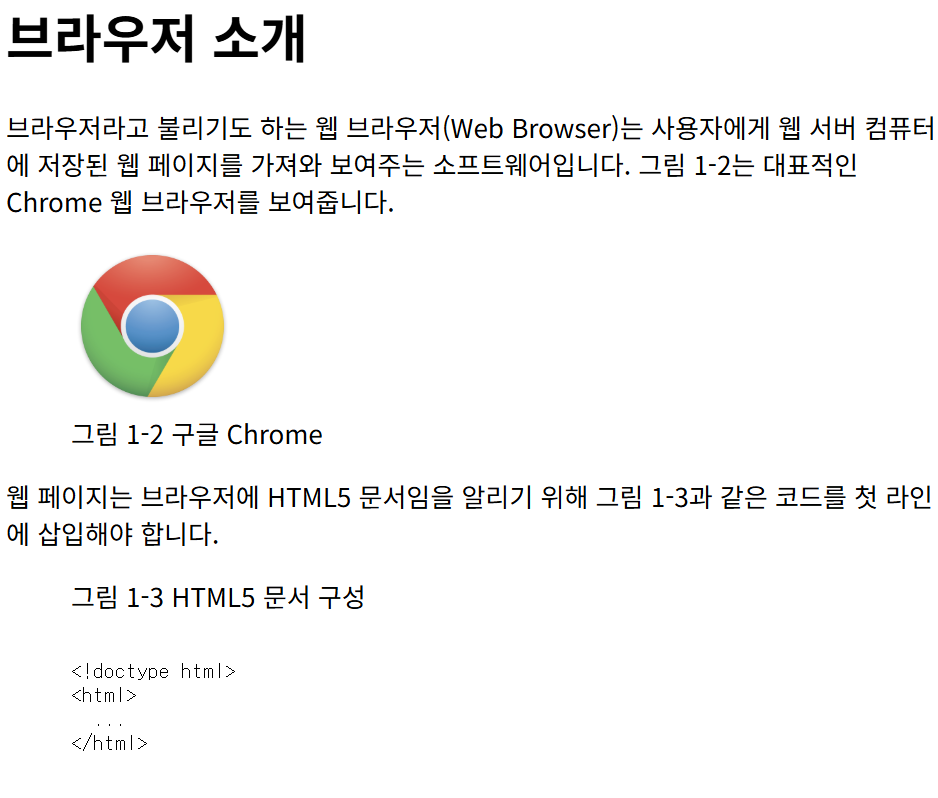 브라우저 소개
브라우저라고 불리기도 하는 웹 브라우저(Web Browser)는 사용자에게 웹 서버 컴퓨터
에 저장된 웹 페이지를 가져와 보여주는 소프트웨어입니다. 그림 1-2는 대표적인
Chrome 웹 브라우저를 보여줍니다.
그림 1-2 구글 Chrome
웹 페이지는 브라우저에 HTML5 문서임을 알리기 위해 그림 1-3과 같은 코드를 첫 라인
에 삽입해야 합니다.
그림 1-3 HTML5 문서 구성
<!doctype html>
<html>
  ...
</html>